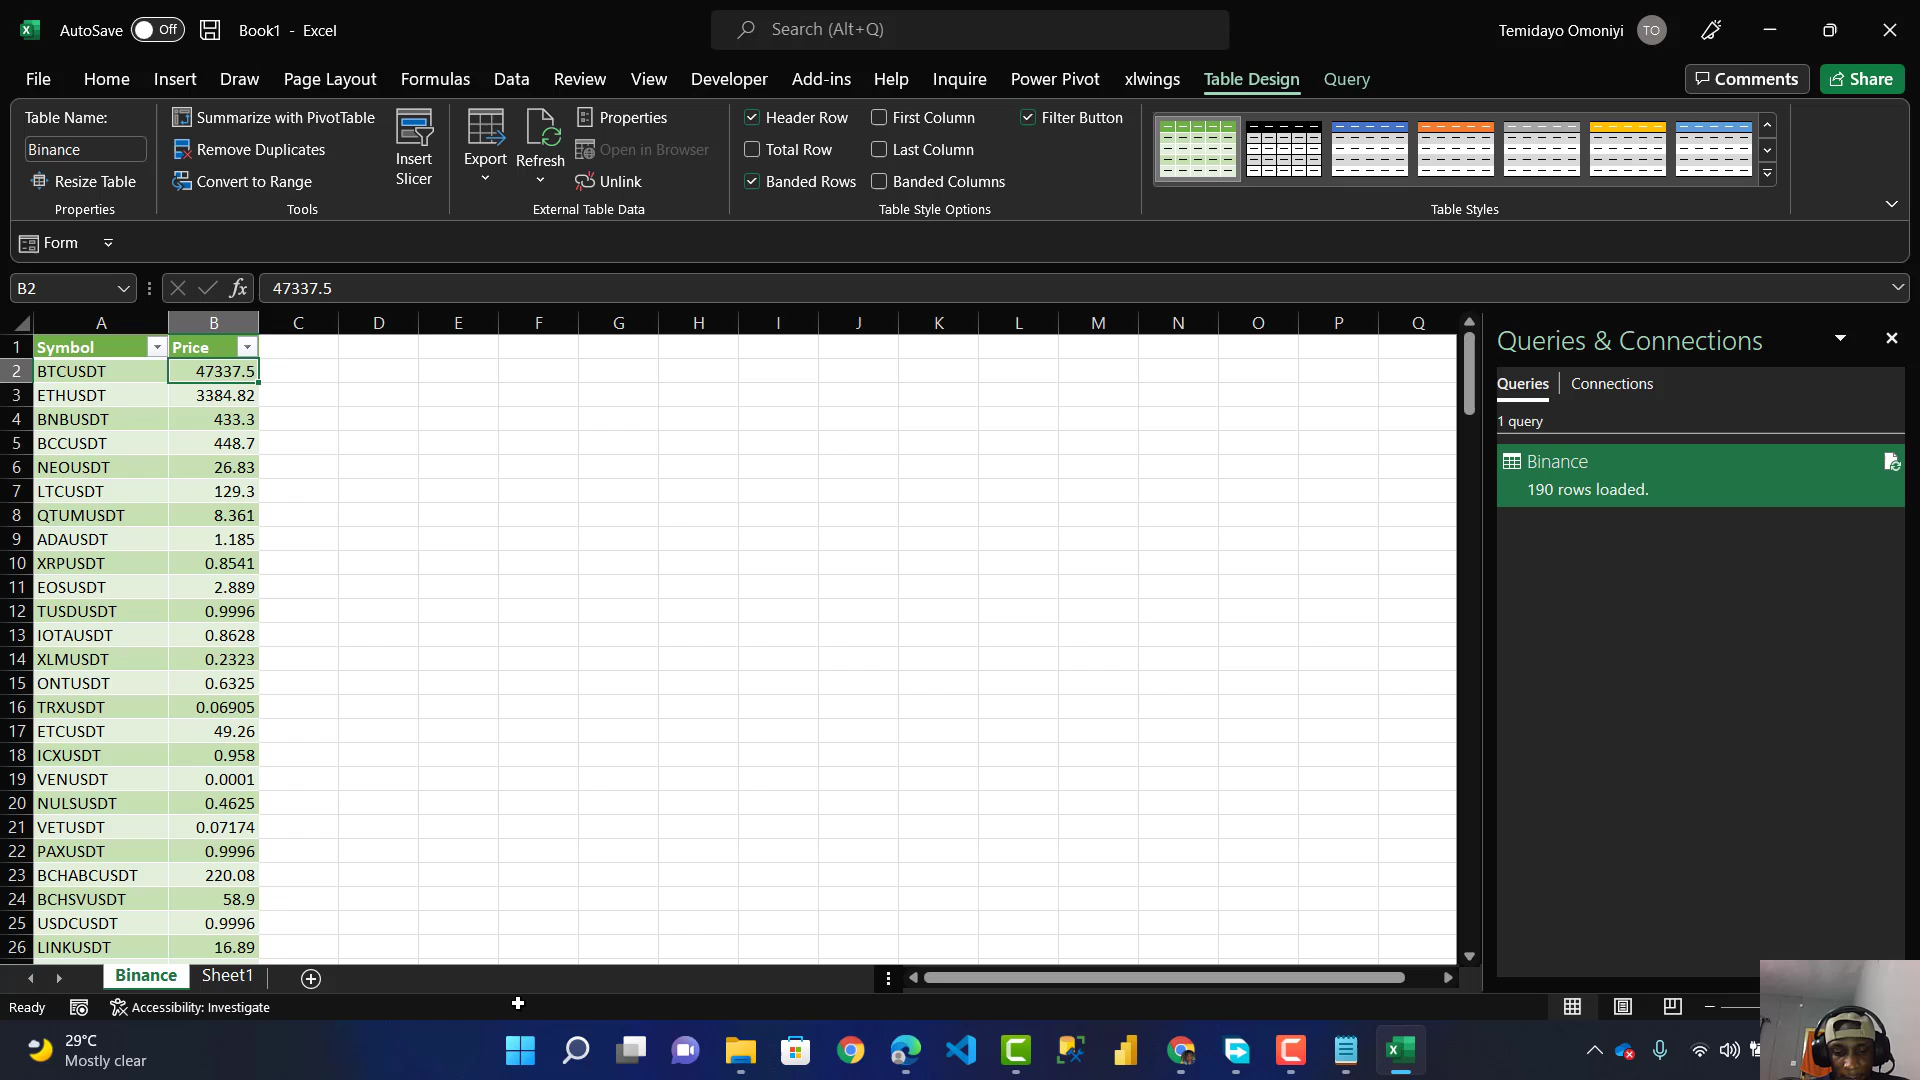 AutoSave Off Book1 - Excel Search (Alt+Q) Temidayo Omoniyi TO
File Home Insert Draw Page Layout Formulas Data Review View Developer Add-ins Help Inquire Power Pivot xlwings Table Design Query Comments Share
Table Name:
Binance
Resize Table
Properties
Summarize with PivotTable
Remove Duplicates
Convert to Range
Tools
Insert
Slicer
Export
Refresh
Properties
Open in Browser
Unlink
External Table Data
Header Row
Total Row
Banded Rows
First Column
Last Column
Banded Columns
Filter Button
Table Style Options
Table Styles
Form
B2 fx 47337.5
A B C D E F G H I J K L M N O P Q
1 Symbol Price
2 BTCUSDT 47337.5
3 ETHUSDT 3384.82
4 BNBUSDT 433.3
5 BCCUSDT 448.7
6 NEOUSDT 26.83
7 LTCUSDT 129.3
8 QTUMUSDT 8.361
9 ADAUSDT 1.185
10 XRPUSDT 0.8541
11 EOSUSDT 2.889
12 TUSDUSDT 0.9996
13 IOTAUSDT 0.8628
14 XLMUSDT 0.2323
15 ONTUSDT 0.6325
16 TRXUSDT 0.06905
17 ETCUSDT 49.26
18 ICXUSDT 0.958
19 VENUSDT 0.0001
20 NULSUSDT 0.4625
21 VETUSDT 0.07174
22 PAXUSDT 0.9996
23 BCHABCUSDT 220.08
24 BCHSVUSDT 58.9
25 USDCUSDT 0.9996
26 LINKUSDT 16.89
Queries & Connections
Queries Connections
1 query
Binance
190 rows loaded.
Binance Sheet1
Ready Accessibility: Investigate
29°C
Mostly clear